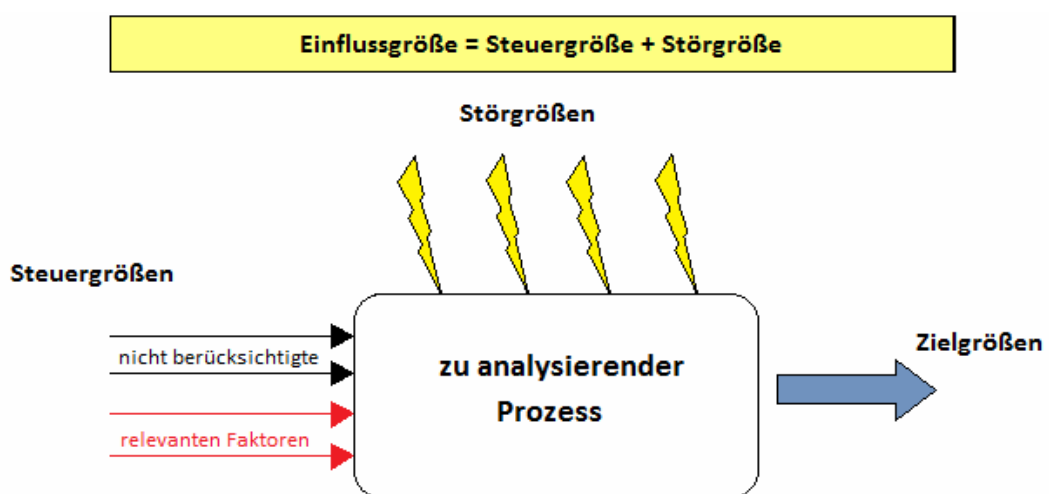 Einflussgröße = Steuergröße + Störgröße
Störgrößen
Steuergrößen
nicht berücksichtigte
relevanten Faktoren
zu analysierender
Prozess
Zielgrößen